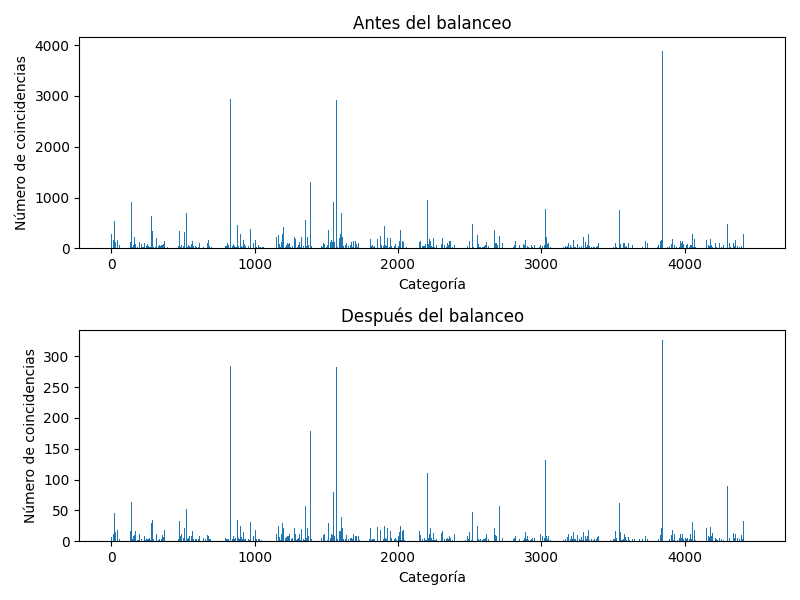 Antes del balanceo
Número de coincidencias
4000
3000
2000
1000
0
0 1000 2000 3000 4000
Categoría
Después del balanceo
Número de coincidencias
300
250
200
150
100
50
0
0 1000 2000 3000 4000
Categoría